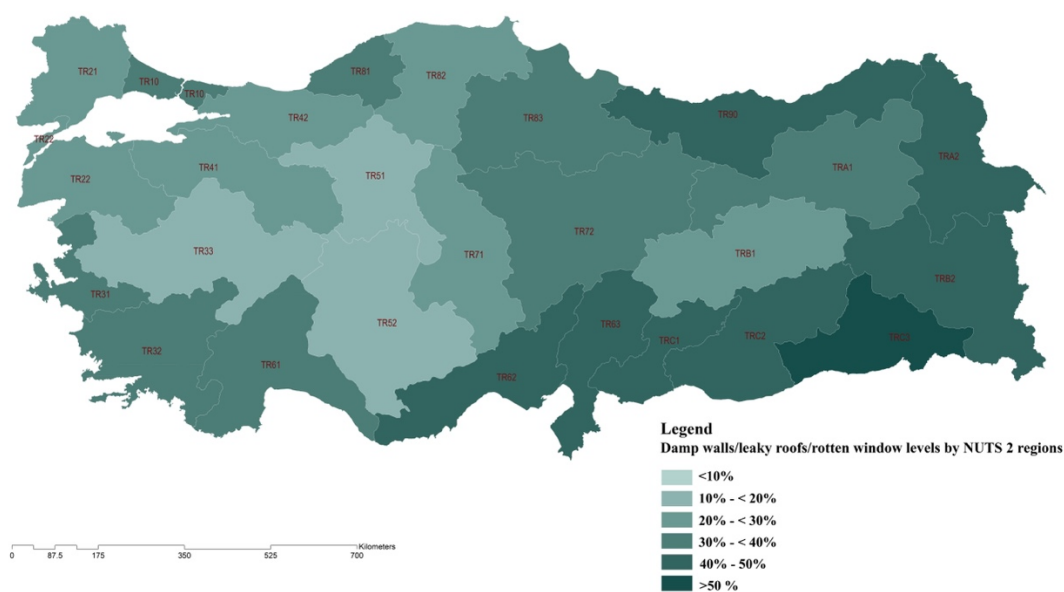 TR21
TR10
TR10
TR81
TR82
TR42
TR83
TR90
TR22
TR22
TR41
TR51
TRA1
TRA2
TR33
TR72
TR71
TRB1
TRB2
TR31
TR52
TR32
TR61
TR63
TRC1
TRC2
TRC3
TR62
Legend
Damp walls/leaky roofs/rotten window levels by NUTS 2 regions
<10%
10% - < 20%
20% - < 30%
30% - < 40%
40% - 50%
>50 %
Kilometers
0 87.5 175 350 525 700